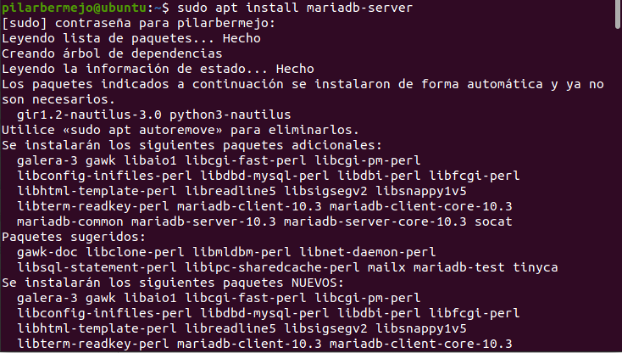 pilarbermejo@ubuntu:~$ sudo apt install mariadb-server
[sudo] contraseña para pilarbermejo:
Leyendo lista de paquetes... Hecho
Creando árbol de dependencias
Leyendo la información de estado... Hecho
Los paquetes indicados a continuación se instalaron de forma automática y ya no
son necesarios.
  gir1.2-nautilus-3.0 python3-nautilus
Utilice «sudo apt autoremove» para eliminarlos.
Se instalarán los siguientes paquetes adicionales:
  galera-3 gawk libaio1 libcgi-fast-perl libcgi-pm-perl
  libconfig-inifiles-perl libdbd-mysql-perl libdbi-perl libfcgi-perl
  libhtml-template-perl libreadline5 libsigsegv2 libsnappy1v5
  libterm-readkey-perl mariadb-client-10.3 mariadb-client-core-10.3
  mariadb-common mariadb-server-10.3 mariadb-server-core-10.3 socat
Paquetes sugeridos:
  gawk-doc libclone-perl libmldbm-perl libnet-daemon-perl
  libsql-statement-perl libipc-sharedcache-perl mailx mariadb-test tinyca
Se instalarán los siguientes paquetes NUEVOS:
  galera-3 gawk libaio1 libcgi-fast-perl libcgi-pm-perl
  libconfig-inifiles-perl libdbd-mysql-perl libdbi-perl libfcgi-perl
  libhtml-template-perl libreadline5 libsigsegv2 libsnappy1v5
  libterm-readkey-perl mariadb-client-10.3 mariadb-client-core-10.3